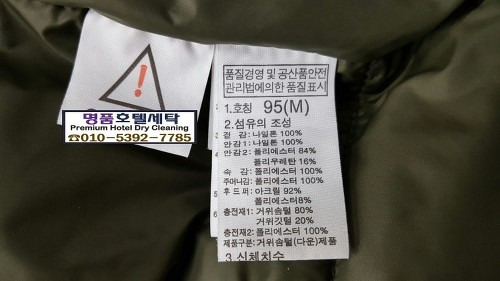 명품호텔세탁
Premium Hotel Dry Cleaning
☎010-5392-7785
품질경영 및 공산품안전
관리법에의한 품질표시
1.호칭 95(M)
2.섬유의 조성
겉 감:나일론 100%
안감1:나일론 100%
안감2:폴리에스터 84%
폴리우레탄 16%
속 감:폴리에스터 100%
주머니감:폴리에스터 100%
후드퍼:아크릴 92%
폴리에스터8%
충전재1:거위솜털 80%
거위깃털 20%
충전재2:폴리에스터 100%
제품구분:거위솜털(다운)제품
3.신체치수